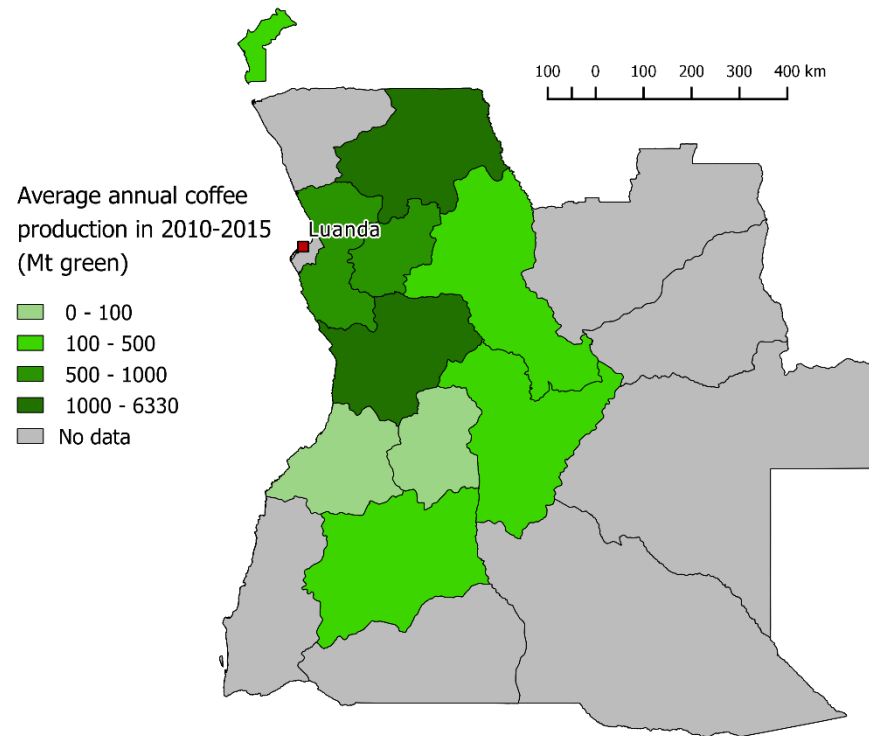 100 0 100 200 300 400 km
Average annual coffee
production in 2010-2015
(Mt green)
Luanda
0 - 100
100 - 500
500 - 1000
1000 - 6330
No data